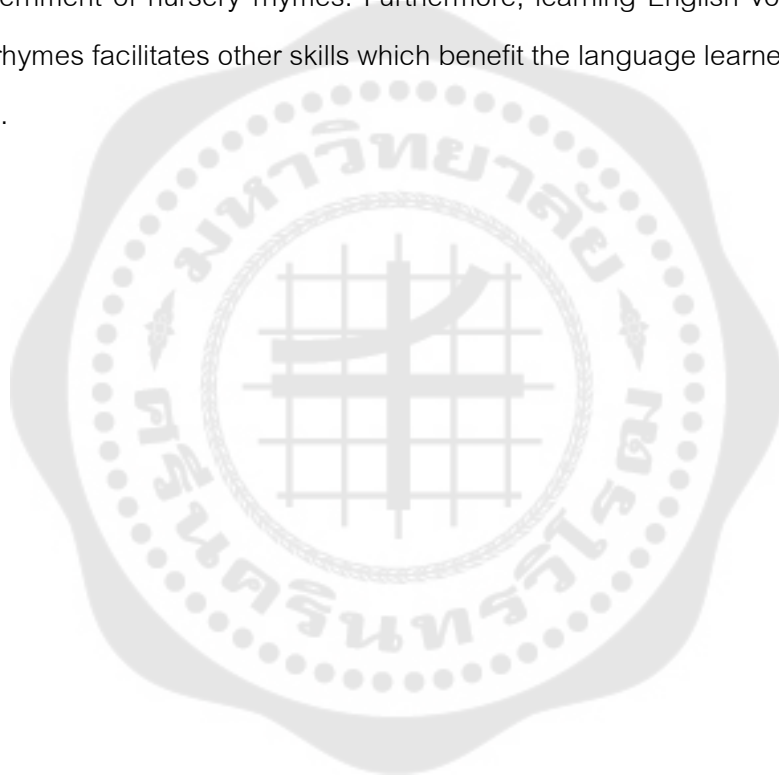 of nursery rhymes. Furthermore, learning English
rhymes facilitates other skills which benefit the language
.
มหาวิทยาลัย
ศรีนครินทรวิโรฒ